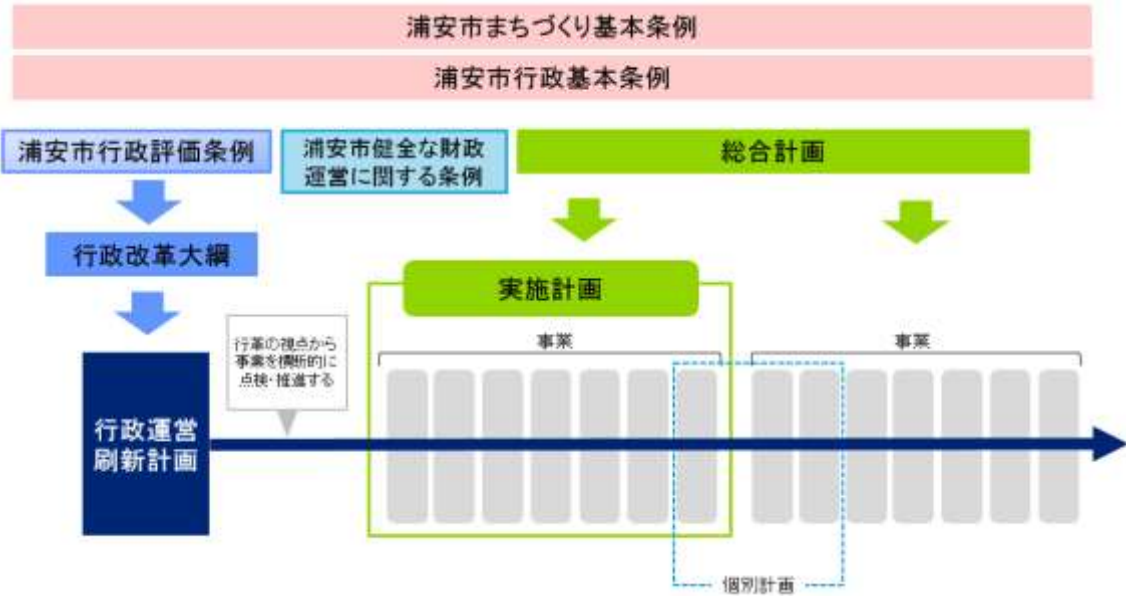 浦安市まちづくり基本条例
浦安市行政基本条例
浦安市行政評価条例
浦安市健全な財政
運営に関する条例
総合計画
行政改革大綱
実施計画
行革の視点から
事業を横断的に
点検・推進する
事業
事業
行政運営
刷新計画
個別計画